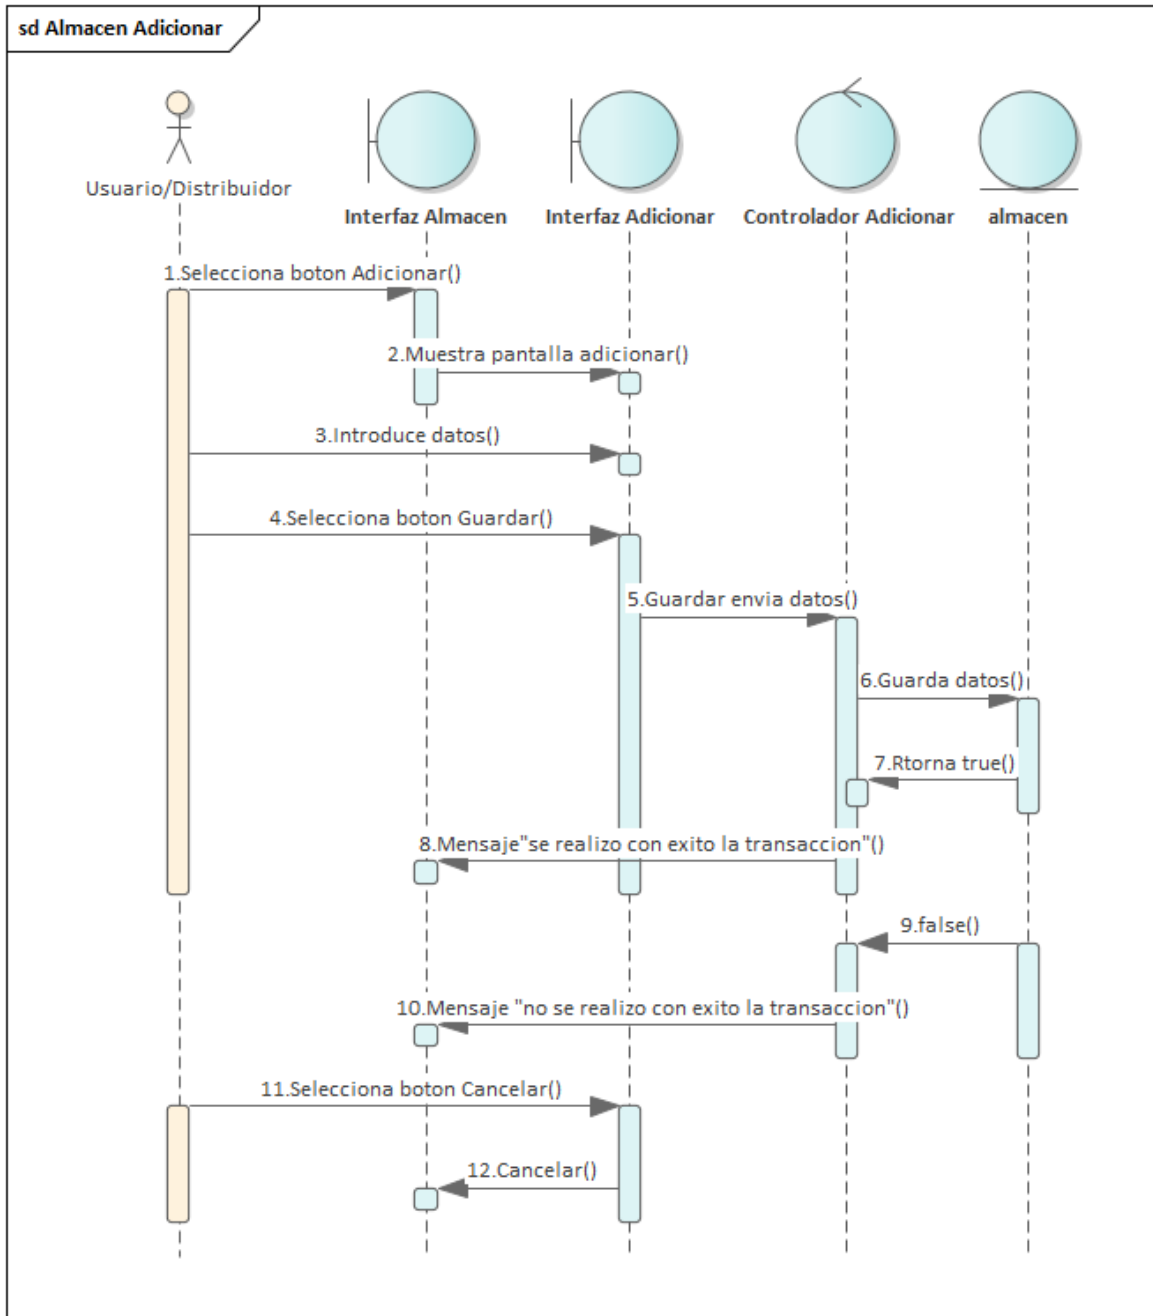 sd Almacen Adicionar
Usuario/Distribuidor
Interfaz Almacen
Interfaz Adicionar
Controlador Adicionar
almacen
1.Selecciona boton Adicionar()
2.Muestra pantalla adicionar()
3.Introduce datos()
4.Selecciona boton Guardar()
5.Guardar envia datos()
6.Guarda datos()
7.Rtorna true()
8.Mensaje"se realizo con exito la transaccion"()
9.false()
10.Mensaje "no se realizo con exito la transaccion"()
11.Selecciona boton Cancelar()
12.Cancelar()